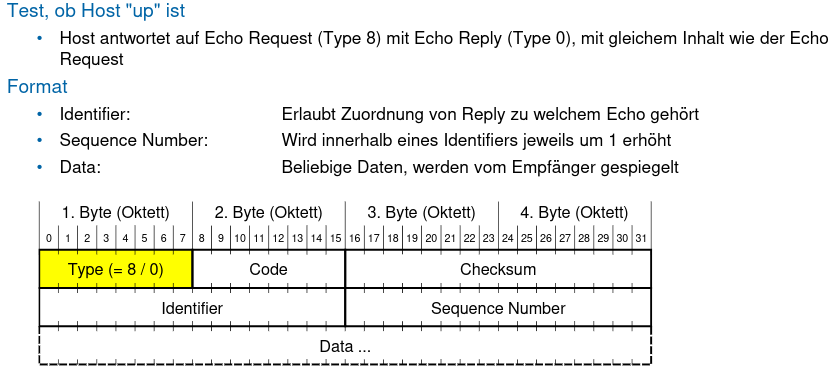 Test, ob Host "up" ist
• Host antwortet auf Echo Request (Type 8) mit Echo Reply (Type 0), mit gleichem Inhalt wie der Echo
Request
Format
• Identifier: Erlaubt Zuordnung von Reply zu welchem Echo gehört
• Sequence Number: Wird innerhalb eines Identifiers jeweils um 1 erhöht
• Data: Beliebige Daten, werden vom Empfänger gespiegelt
1. Byte (Oktett) 2. Byte (Oktett) 3. Byte (Oktett) 4. Byte (Oktett)
0 1 2 3 4 5 6 7 8 9 10 11 12 13 14 15 16 17 18 19 20 21 22 23 24 25 26 27 28 29 30 31
Type (= 8 / 0) Code Checksum
Identifier Sequence Number
Data ...